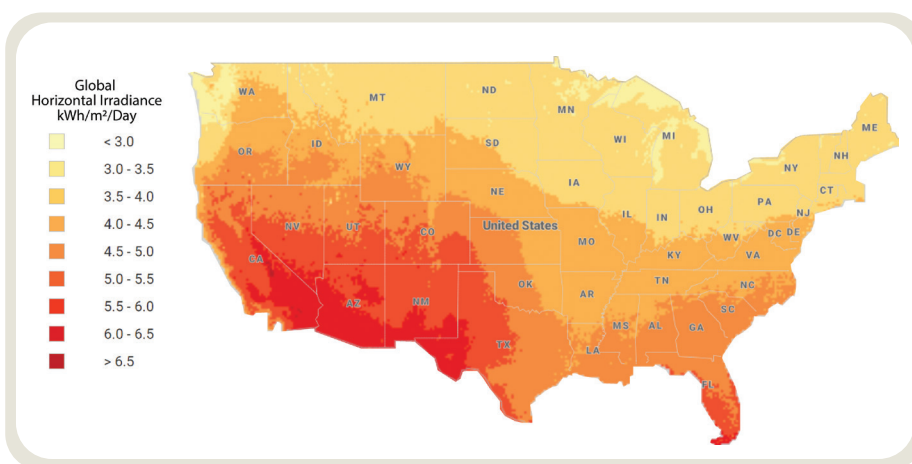 Global
Horizontal Irradiance
kWh/m²/Day
< 3.0
3.0 - 3.5
3.5 - 4.0
4.0 - 4.5
4.5 - 5.0
5.0 - 5.5
5.5 - 6.0
6.0 - 6.5
> 6.5
WA
MT
ND
MN
WI
MI
ME
OR
ID
WY
SD
NY
NH
IA
NE
CT
PA
NJ
IL
IN
OH
NV
UT
CO
United States
MO
WV
DC
DE
KY
VA
CA
AZ
NM
OK
AR
TN
NC
SC
MS
AL
GA
TX
LA
FL